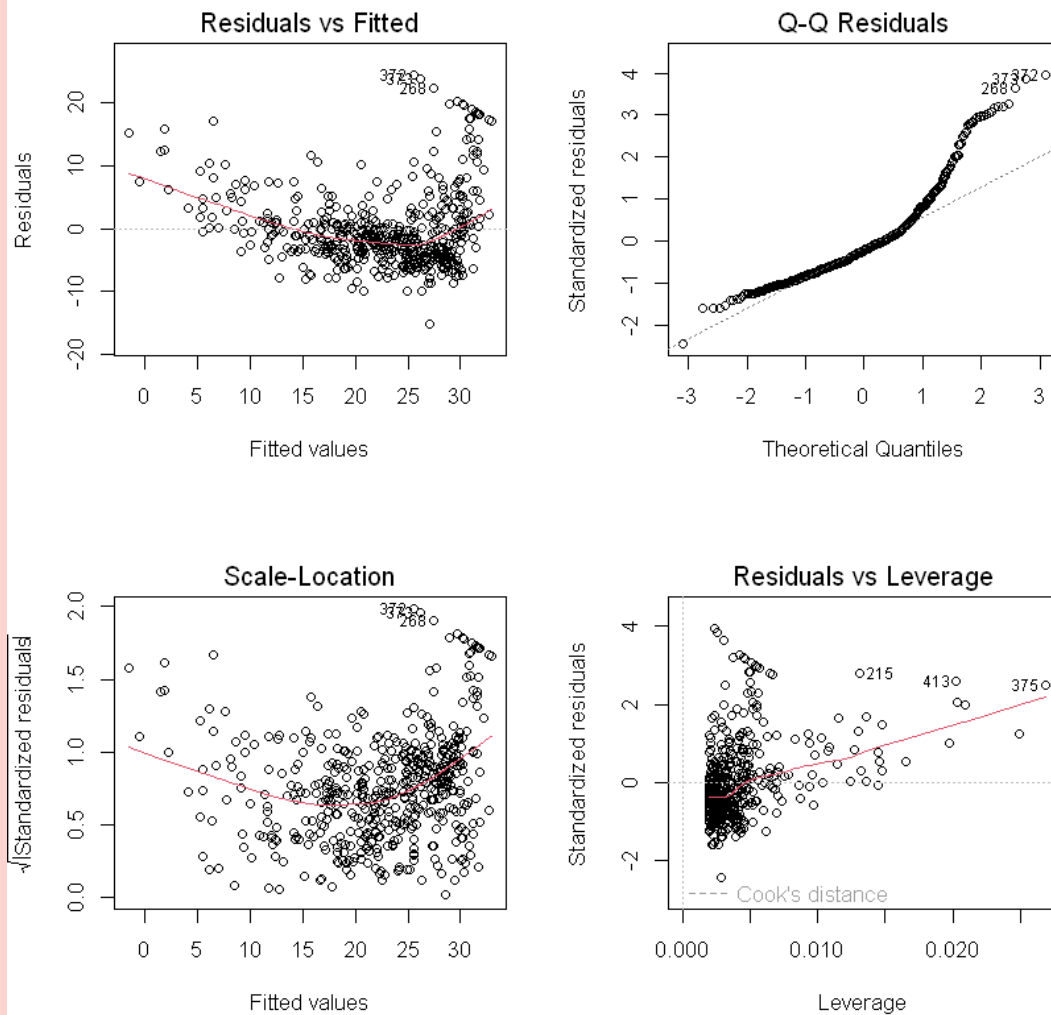 Residuals vs Fitted
Residuals
20
10
0
-10
-20
372
373
268
0 5 10 15 20 25 30
Fitted values
Q-Q Residuals
Standardized residuals
4
3
2
1
0
-1
-2
373
372
268
-3 -2 -1 0 1 2 3
Theoretical Quantiles
Scale-Location
√|Standardized residuals|
2.0
1.5
1.0
0.5
0.0
372
373
268
0 5 10 15 20 25 30
Fitted values
Residuals vs Leverage
Standardized residuals
4
2
0
-2
215
413
375
Cook's distance
0.000 0.010 0.020
Leverage